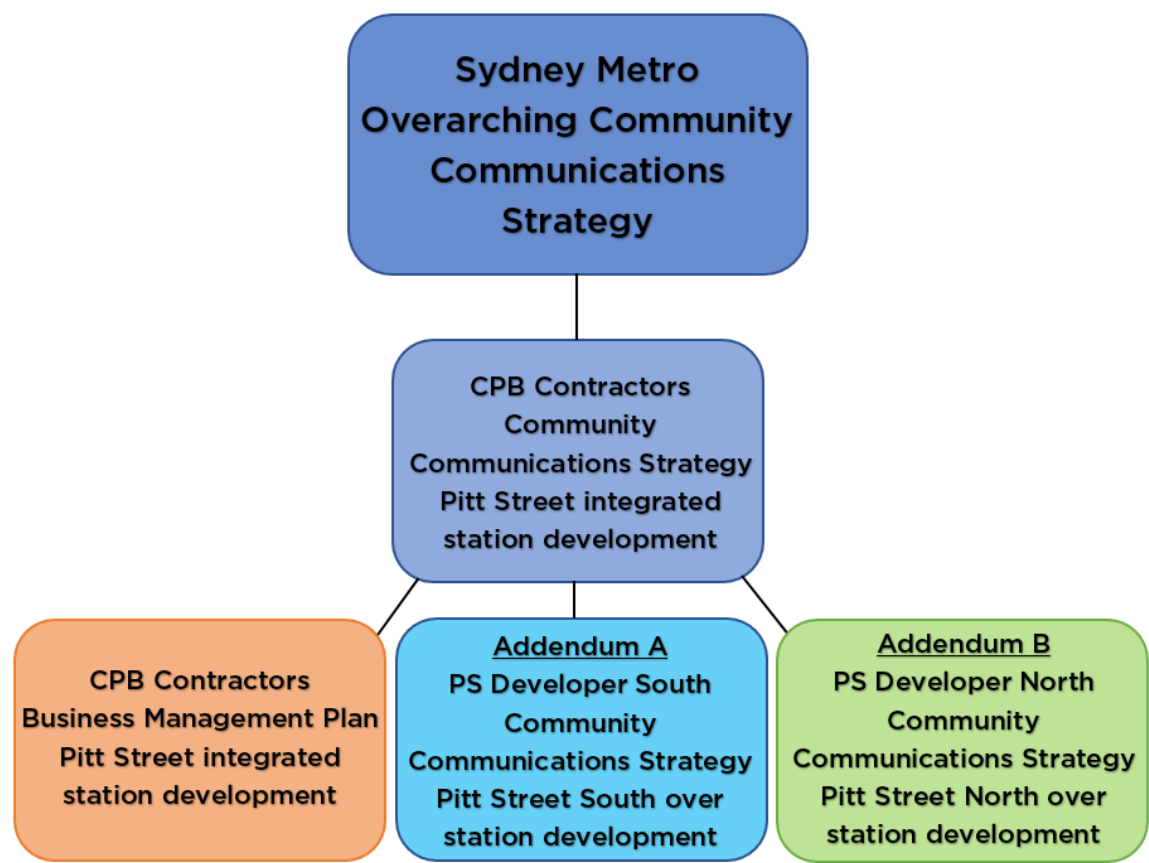 Sydney Metro
Overarching Community
Communications
Strategy
CPB Contractors
Community
Communications Strategy
Pitt Street integrated
station development
CPB Contractors
Business Management Plan
Pitt Street integrated
station development
Addendum A
PS Developer South
Community
Communications Strategy
Pitt Street South over
station development
Addendum B
PS Developer North
Community
Communications Strategy
Pitt Street North over
station development